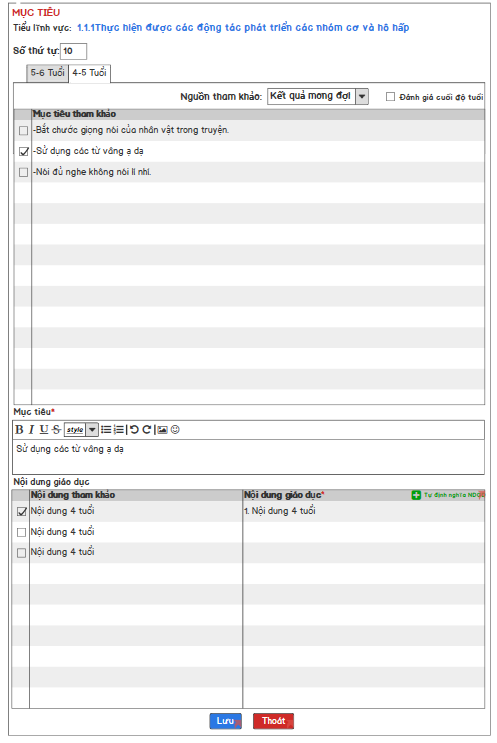 MỤC TIÊU
Tiểu lĩnh vực: 1.1.1Thực hiện được các động tác phát triển các nhóm cơ và hô hấp
Số thứ tự: 10
5-6 Tuổi 4-5 Tuổi
Nguồn tham khảo: Kết quả mong đợi Đánh giá cuối độ tuổi
Mục tiêu tham khảo
-Bắt chước giọng nói của nhân vật trong truyện.
-Sử dụng các từ vâng ạ dạ
-Nói đủ nghe không nói lí nhí.
Mục tiêu*
B I U S style
Sử dụng các từ vâng ạ dạ
Nội dung giáo dục
Nội dung tham khảo Nội dung giáo dục* Tự định nghĩa NDGD
Nội dung 4 tuổi 1. Nội dung 4 tuổi
Nội dung 4 tuổi
Nội dung 4 tuổi
Lưu Thoát